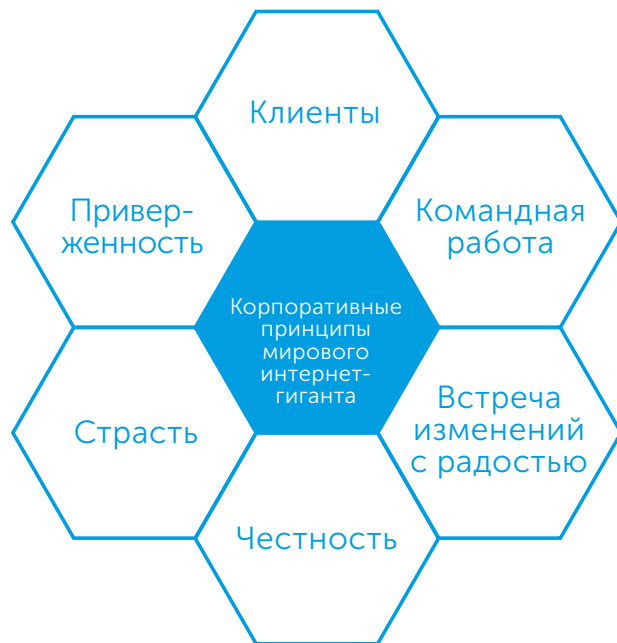 Клиенты
Командная
работа
Встреча
изменений
с радостью
Честность
Страсть
Привер-
женность
Корпоративные
принципы
мирового
интернет-
гиганта